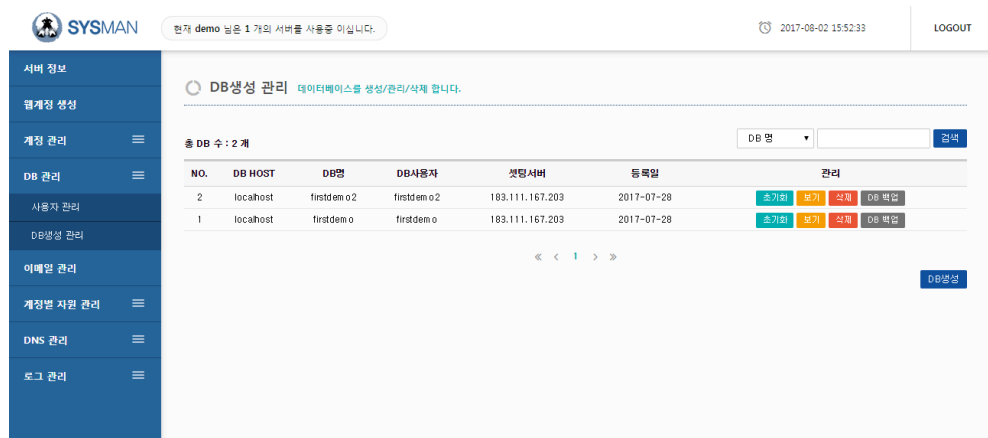 SYSMAN
현재 demo 님은 1 개의 서버를 사용중 이십니다.
2017-08-02 15:52:33
LOGOUT
서버 정보
웹계정 생성
계정 관리
DB 관리
사용자 관리
DB생성 관리
이메일 관리
계정별 자원 관리
DNS 관리
로그 관리
DB생성 관리 데이터베이스를 생성/관리/삭제 합니다.
총 DB 수 : 2 개
DB 명 검색
NO. DB HOST DB명 DB사용자 셋팅서버 등록일 관리
2 localhost firstdemo2 firstdemo2 183.111.167.203 2017-07-28 초기화 보기 삭제 DB 백업
1 localhost firstdemo firstdemo 183.111.167.203 2017-07-28 초기화 보기 삭제 DB 백업
« < 1 > »
DB생성